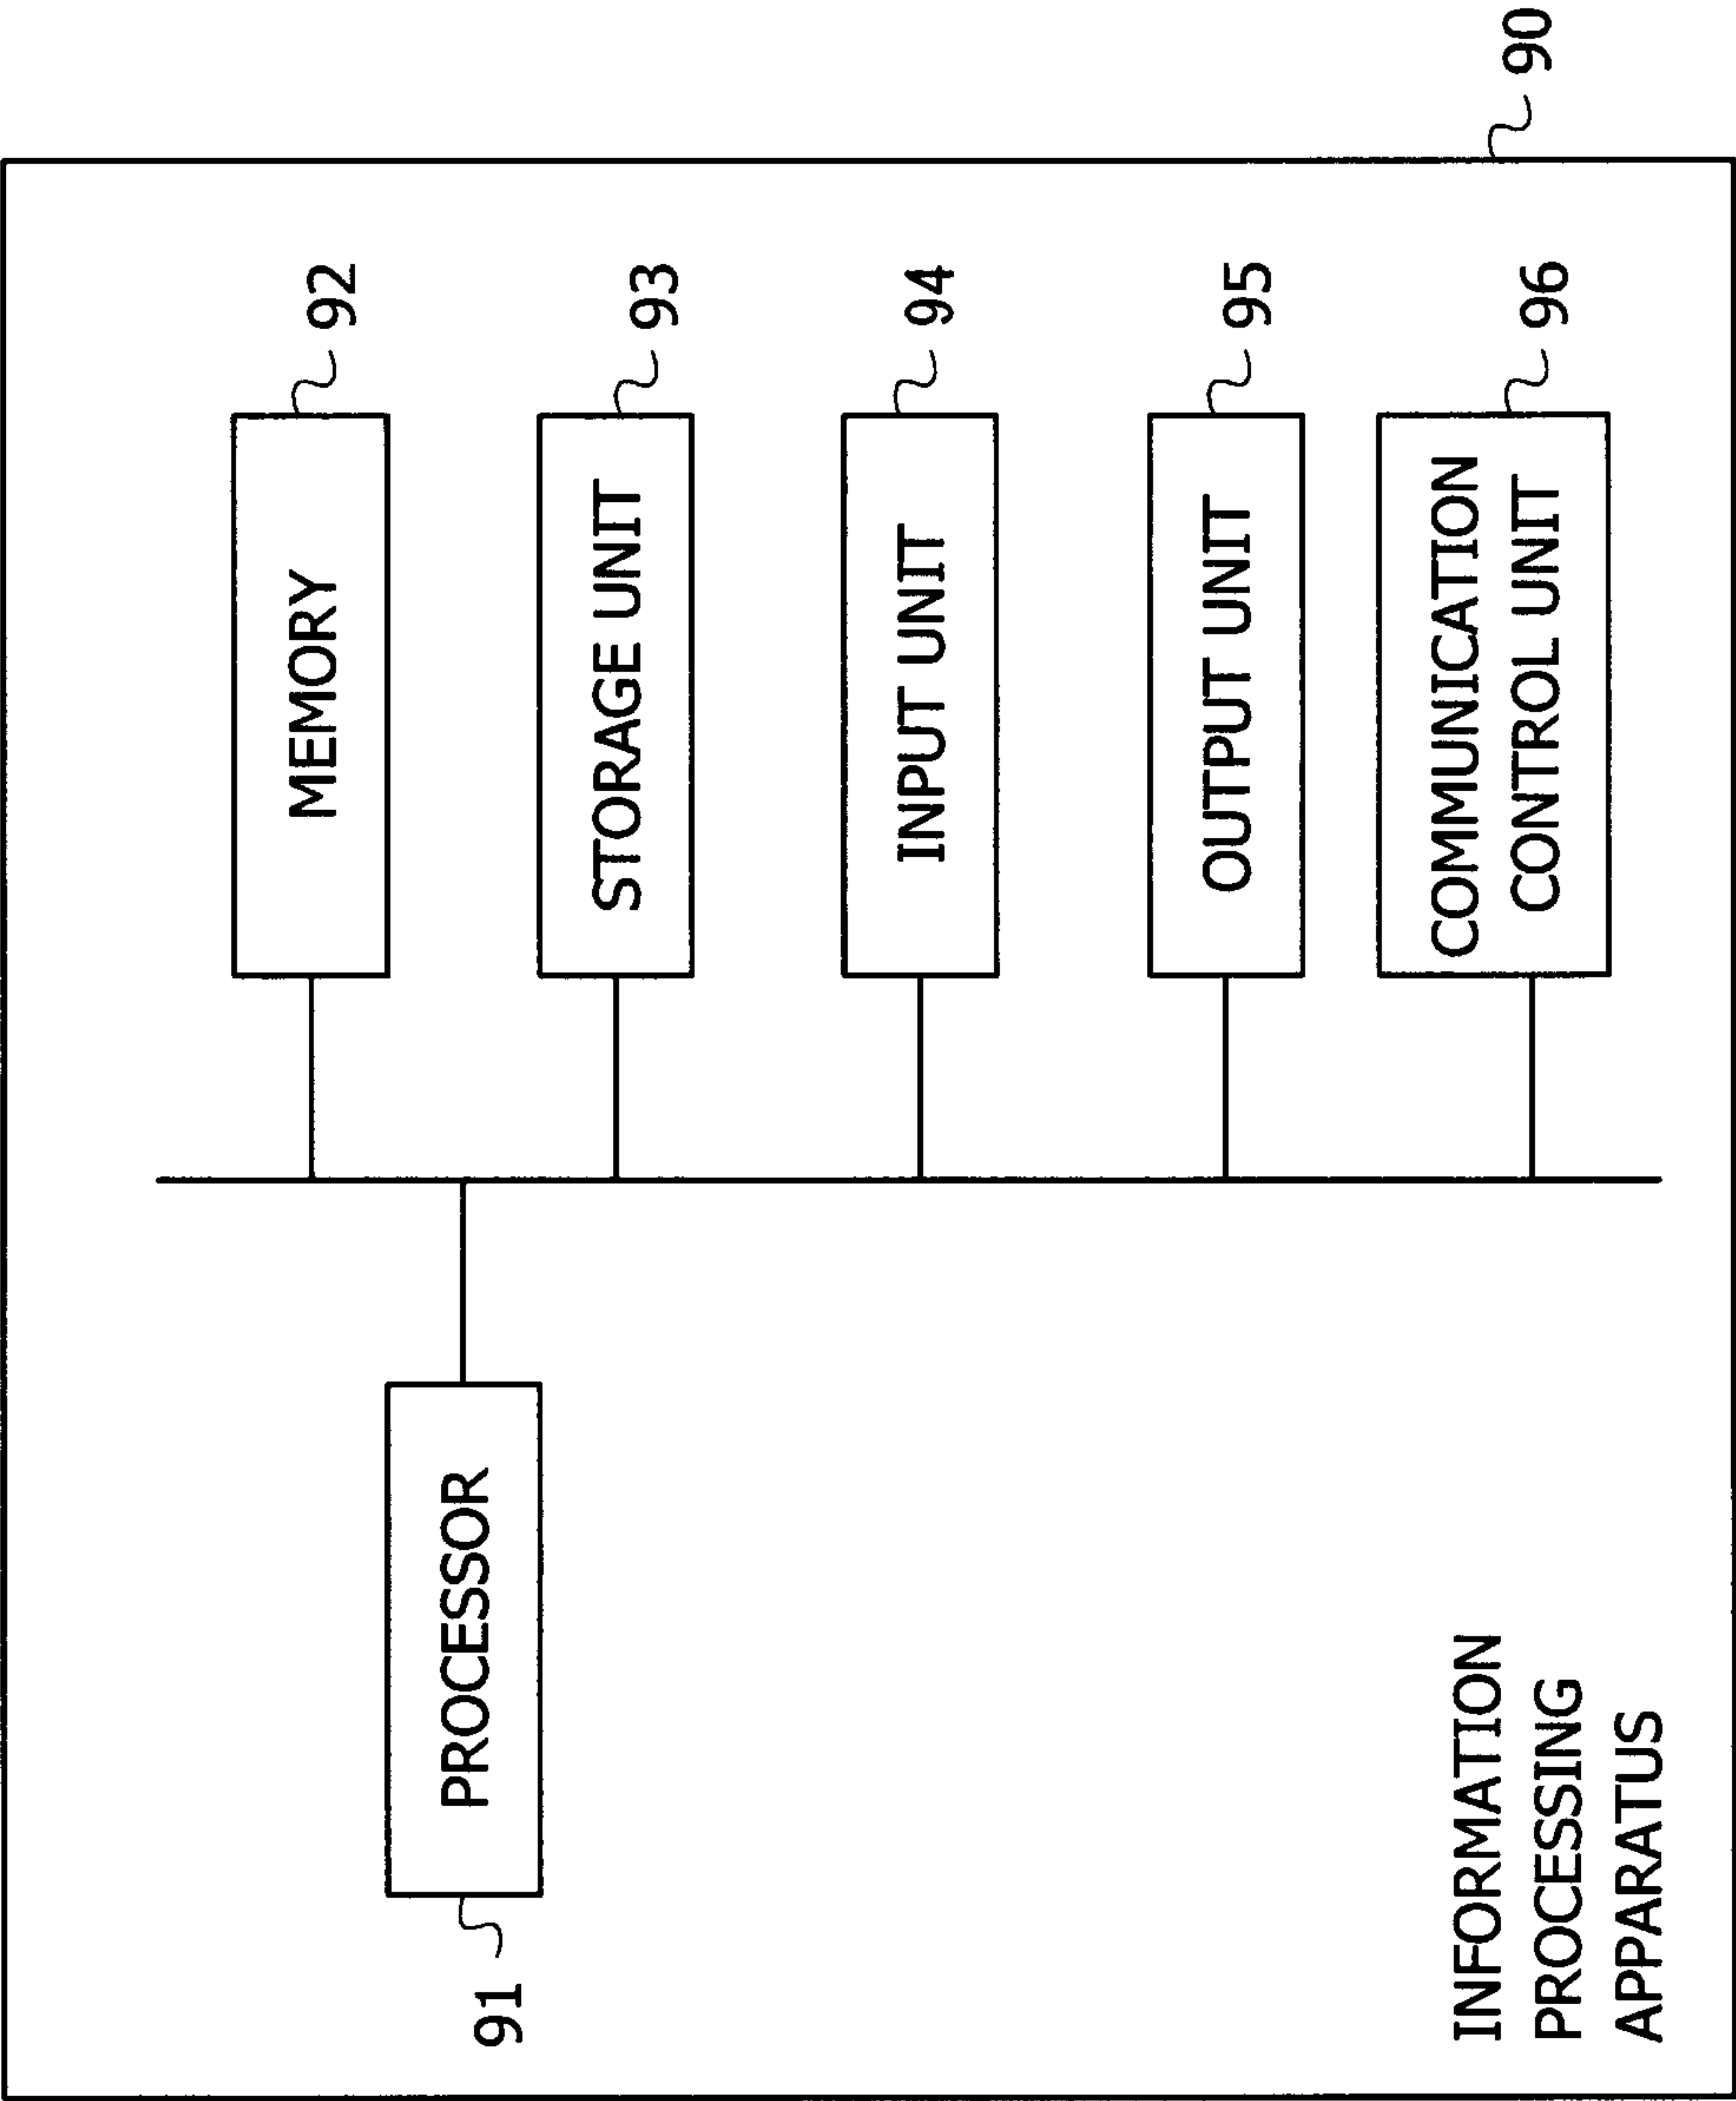 PROCESSOR
91
MEMORY
92
STORAGE UNIT
93
INPUT UNIT
94
OUTPUT UNIT
95
COMMUNICATION
CONTROL UNIT
96
INFORMATION
PROCESSING
APPARATUS
90